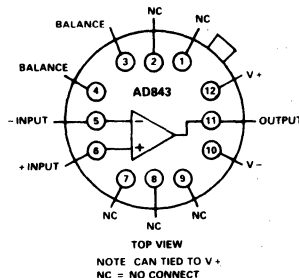 NC
BALANCE
NC
3
2
1
BALANCE
AD843
V+
4
12
-INPUT
5
-
11
OUTPUT
+INPUT
6
+
10
V-
7
8
9
NC
NC
NC
TOP VIEW
NOTE CAN TIED TO V+
NC = NO CONNECT